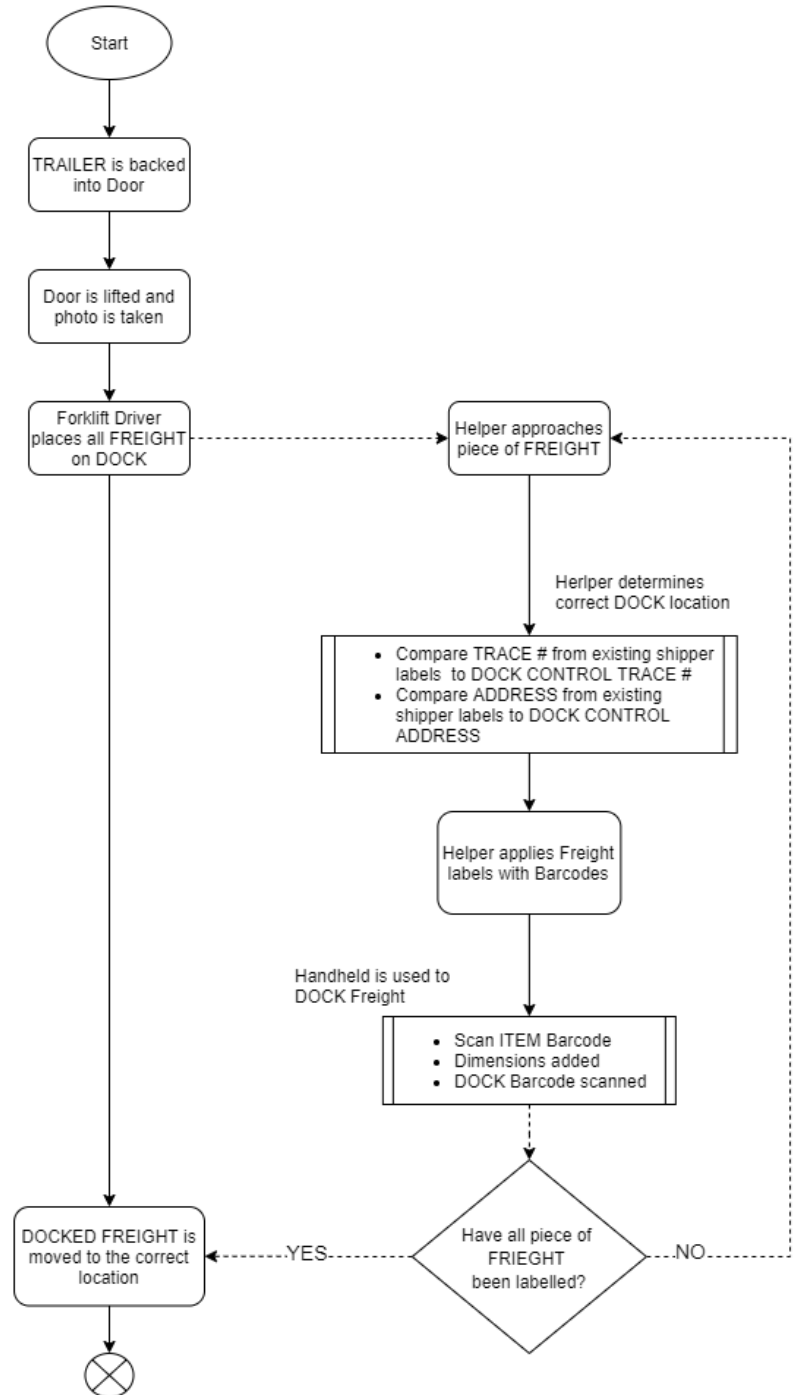 Start
TRAILER is backed
into Door
Door is lifted and
photo is taken
Forklift Driver
places all FREIGHT
on DOCK
Helper approaches
piece of FREIGHT
Herlper determines
correct DOCK location
• Compare TRACE # from existing shipper
labels to DOCK CONTROL TRACE #
• Compare ADDRESS from existing
shipper labels to DOCK CONTROL
ADDRESS
Helper applies Freight
labels with Barcodes
Handheld is used to
DOCK Freight
• Scan ITEM Barcode
• Dimensions added
• DOCK Barcode scanned
Have all piece of
FRIEGHT
been labelled?
YES
NO
DOCKED FREIGHT is
moved to the correct
location